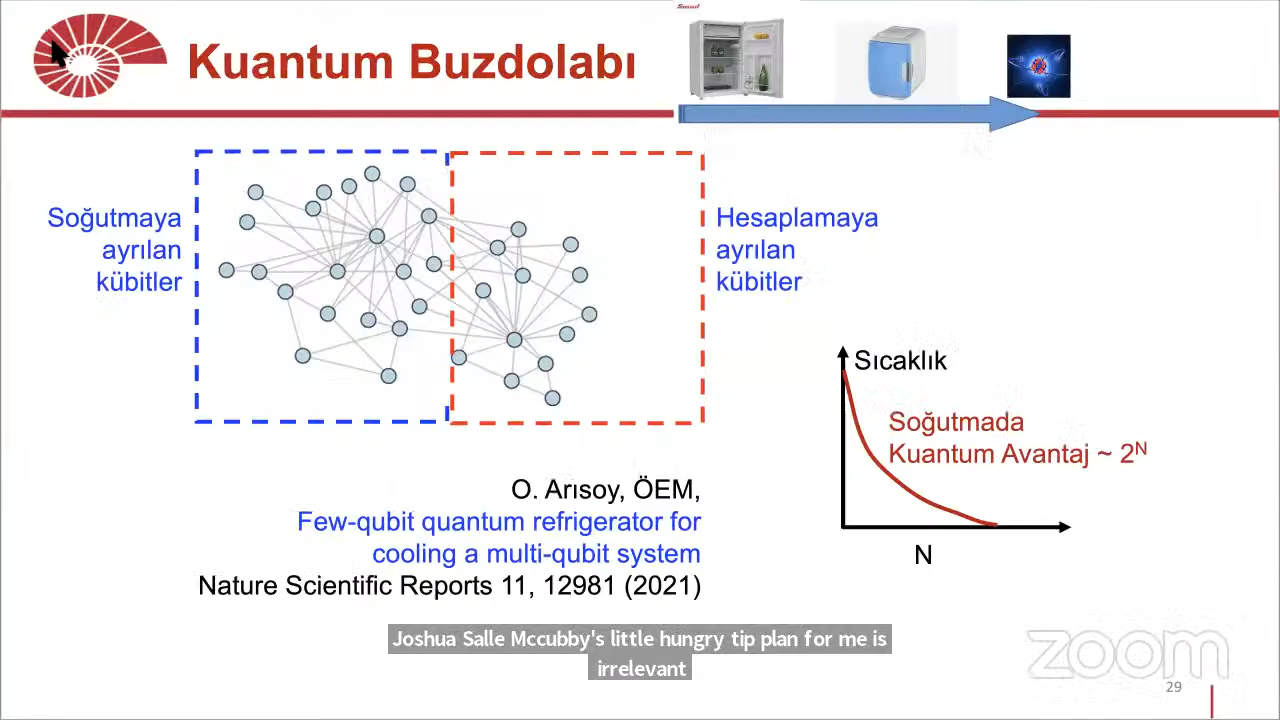 Kuantum Buzdolabı
Soğutmaya
ayrılan
kübitler
Hesaplamaya
ayrılan
kübitler
Sıcaklık
Soğutmada
Kuantum Avantaj ~ 2ᴺ
N
O. Arısoy, ÖEM,
Few-qubit quantum refrigerator for
cooling a multi-qubit system
Nature Scientific Reports 11, 12981 (2021)
Joshua Salle Mccubby's little hungry tip plan for me is
irrelevant
zoom
29